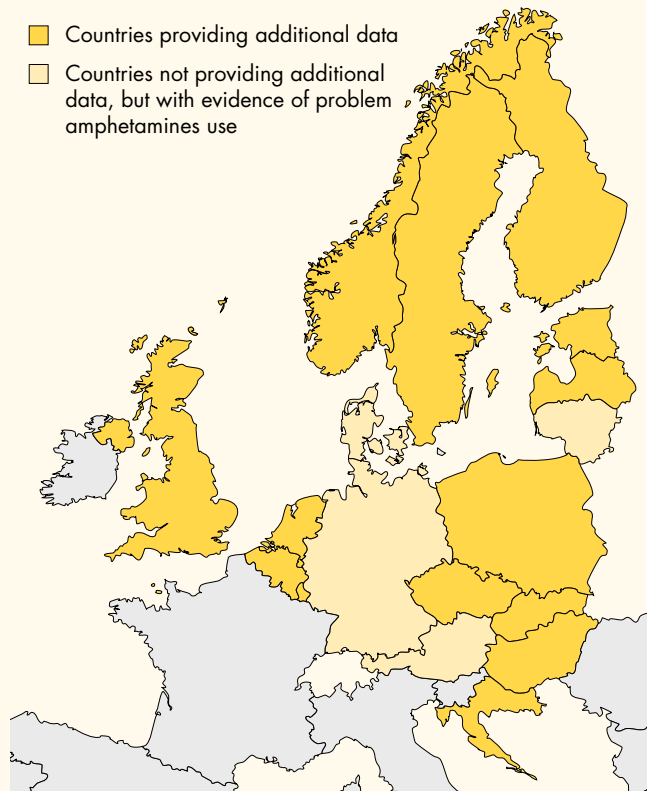 Countries providing additional data
Countries not providing additional
data, but with evidence of problem
amphetamines use